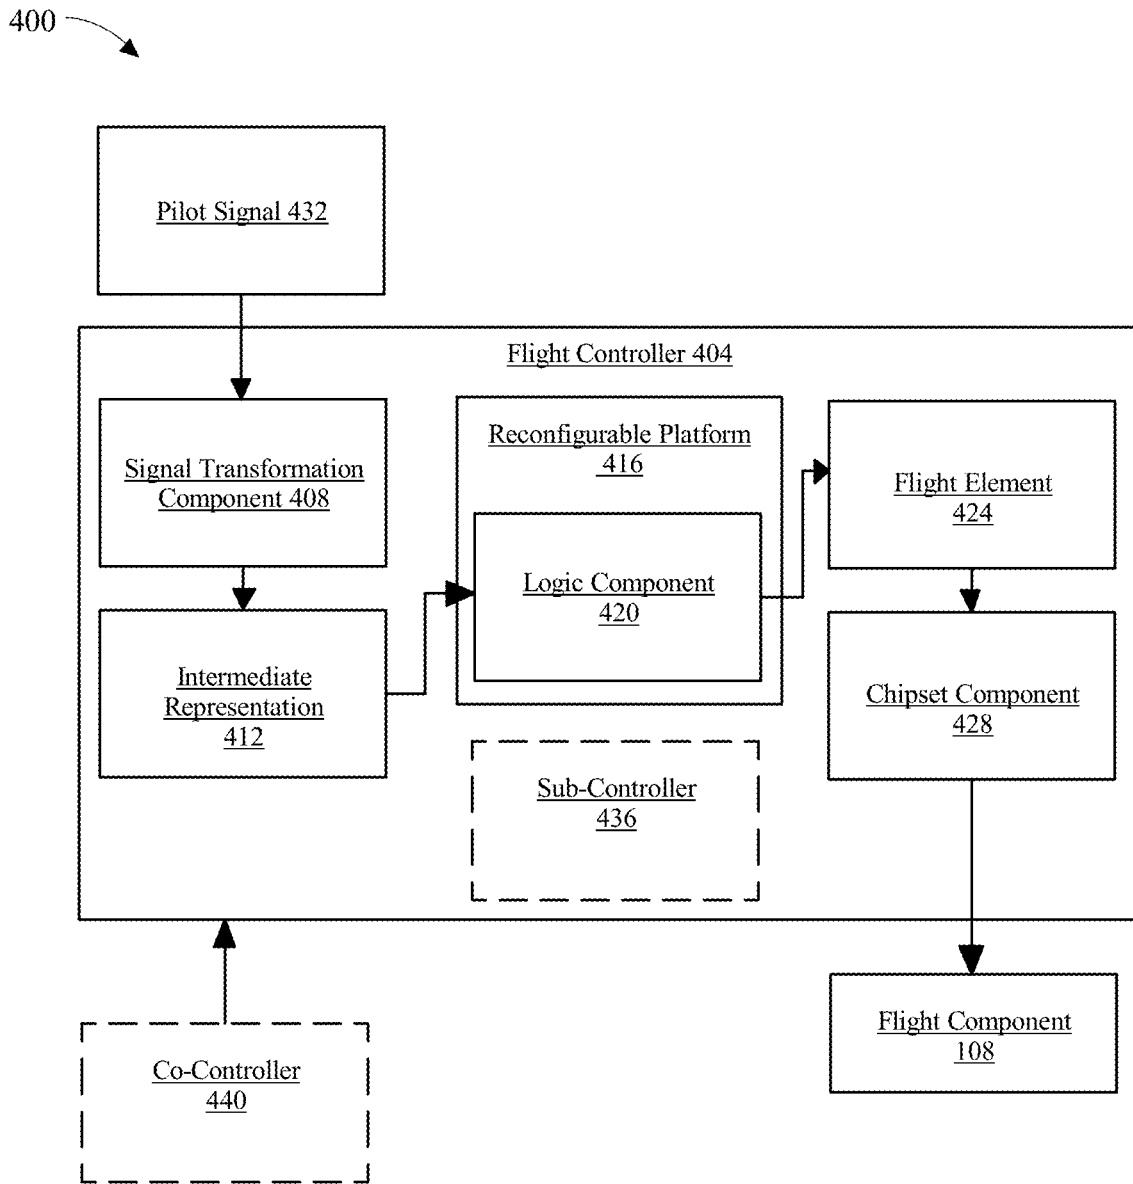 400
Pilot Signal 432
Flight Controller 404
Signal Transformation
Component 408
Intermediate
Representation
412
Reconfigurable Platform
416
Logic Component
420
Sub-Controller
436
Flight Element
424
Chipset Component
428
Co-Controller
440
Flight Component
108